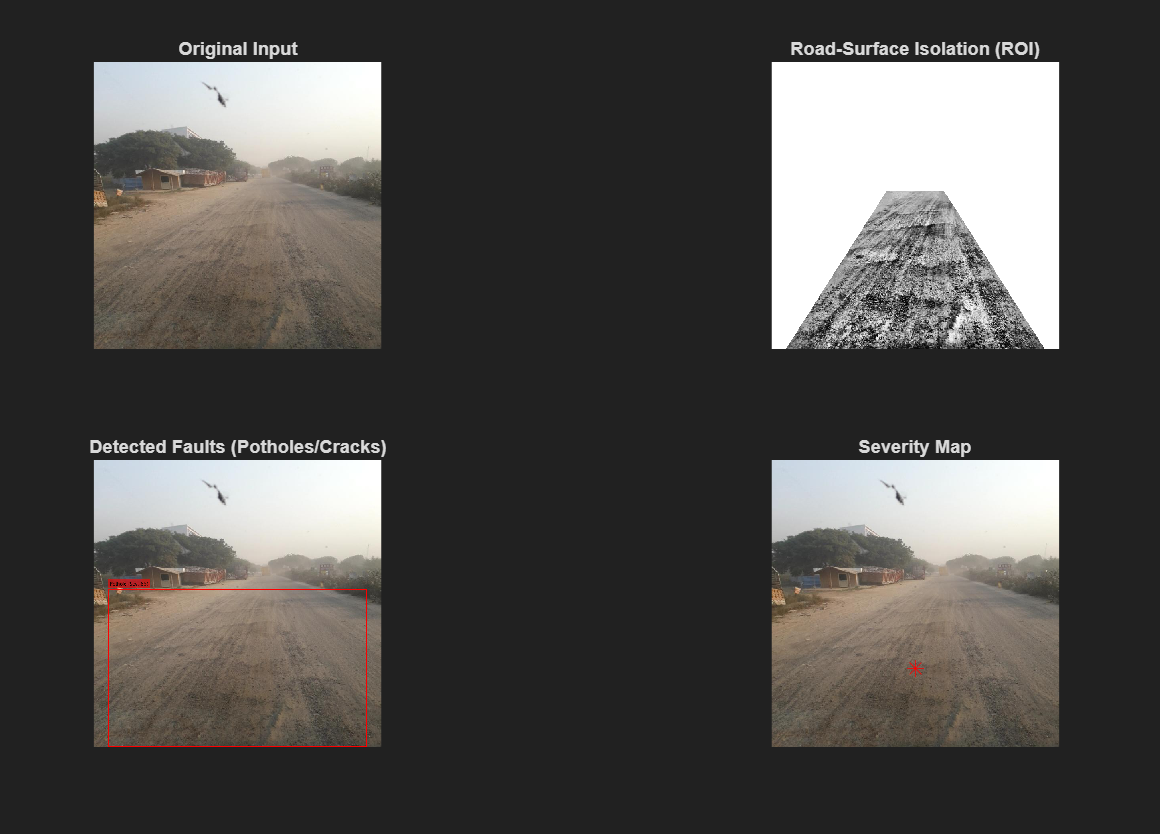 Original Input
Road-Surface Isolation (ROI)
Detected Faults (Potholes/Cracks)
Severity Map